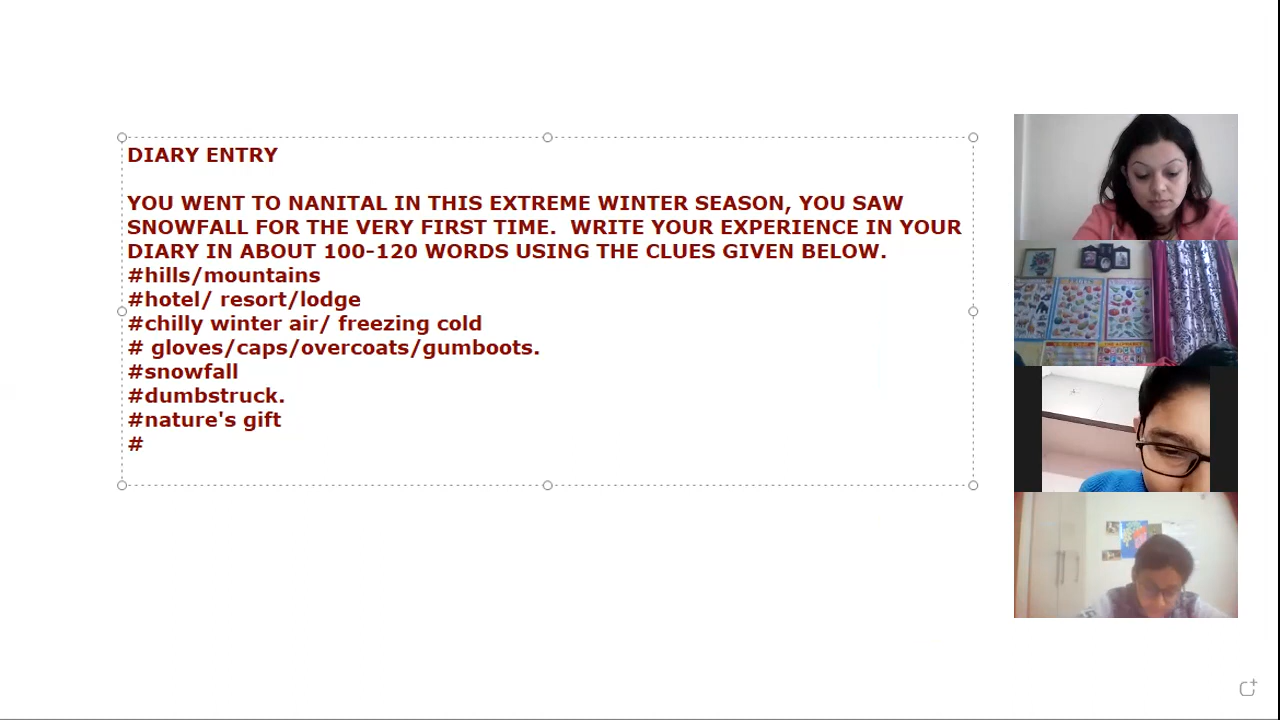 DIARY ENTRY
YOU WENT TO NANITAL IN THIS EXTREME WINTER SEASON, YOU SAW
SNOWFALL FOR THE VERY FIRST TIME.  WRITE YOUR EXPERIENCE IN YOUR
DIARY IN ABOUT 100-120 WORDS USING THE CLUES GIVEN BELOW.
#hills/mountains
#hotel/ resort/lodge
#chilly winter air/ freezing cold
# gloves/caps/overcoats/gumboots.
#snowfall
#dumbstruck.
#nature's gift
#